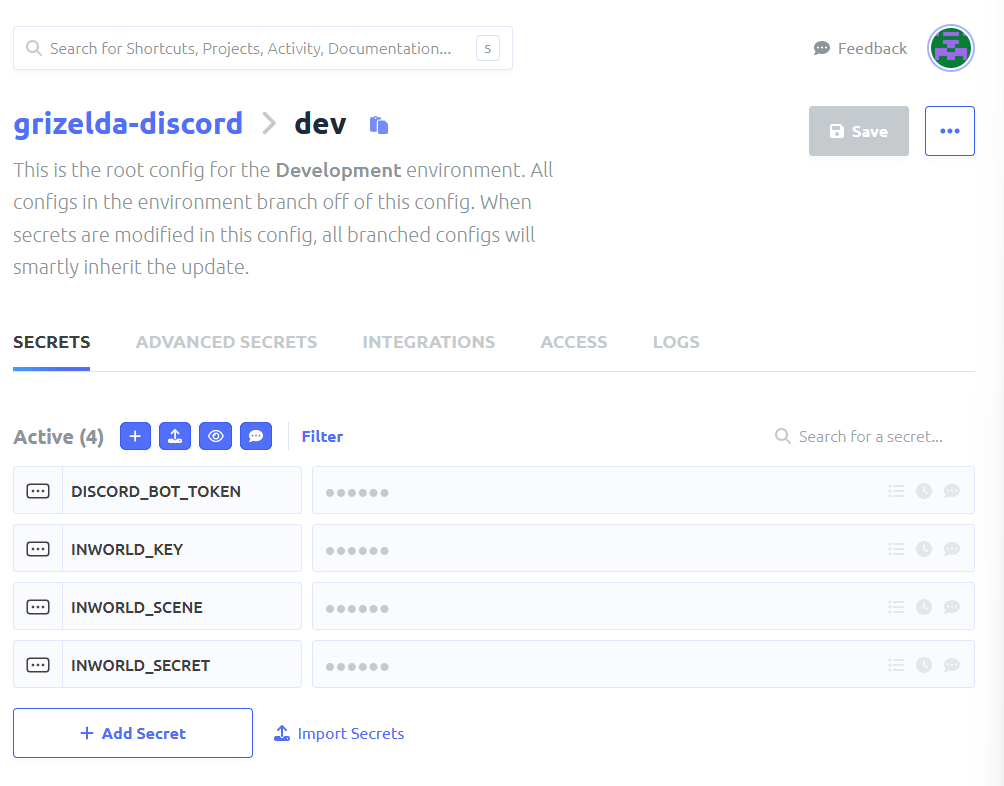 Search for Shortcuts, Projects, Activity, Documentation... S
Feedback
grizelda-discord > dev
Save
This is the root config for the Development environment. All
configs in the environment branch off of this config. When
secrets are modified in this config, all branched configs will
smartly inherit the update.
SECRETS ADVANCED SECRETS INTEGRATIONS ACCESS LOGS
Active (4) Filter Search for a secret...
DISCORD_BOT_TOKEN ●●●●●●
INWORLD_KEY ●●●●●●
INWORLD_SCENE ●●●●●●
INWORLD_SECRET ●●●●●●
+ Add Secret Import Secrets